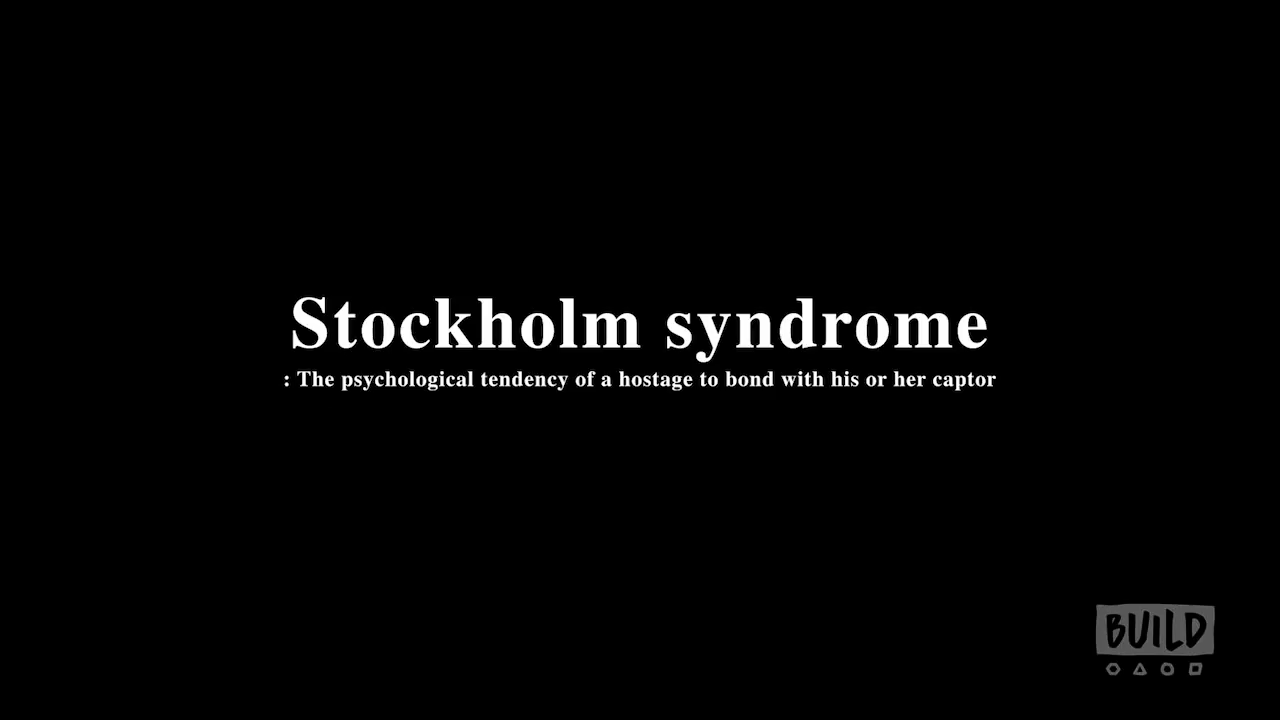 Stockholm syndrome
: The psychological tendency of a hostage to bond with his or her captor
BUILD